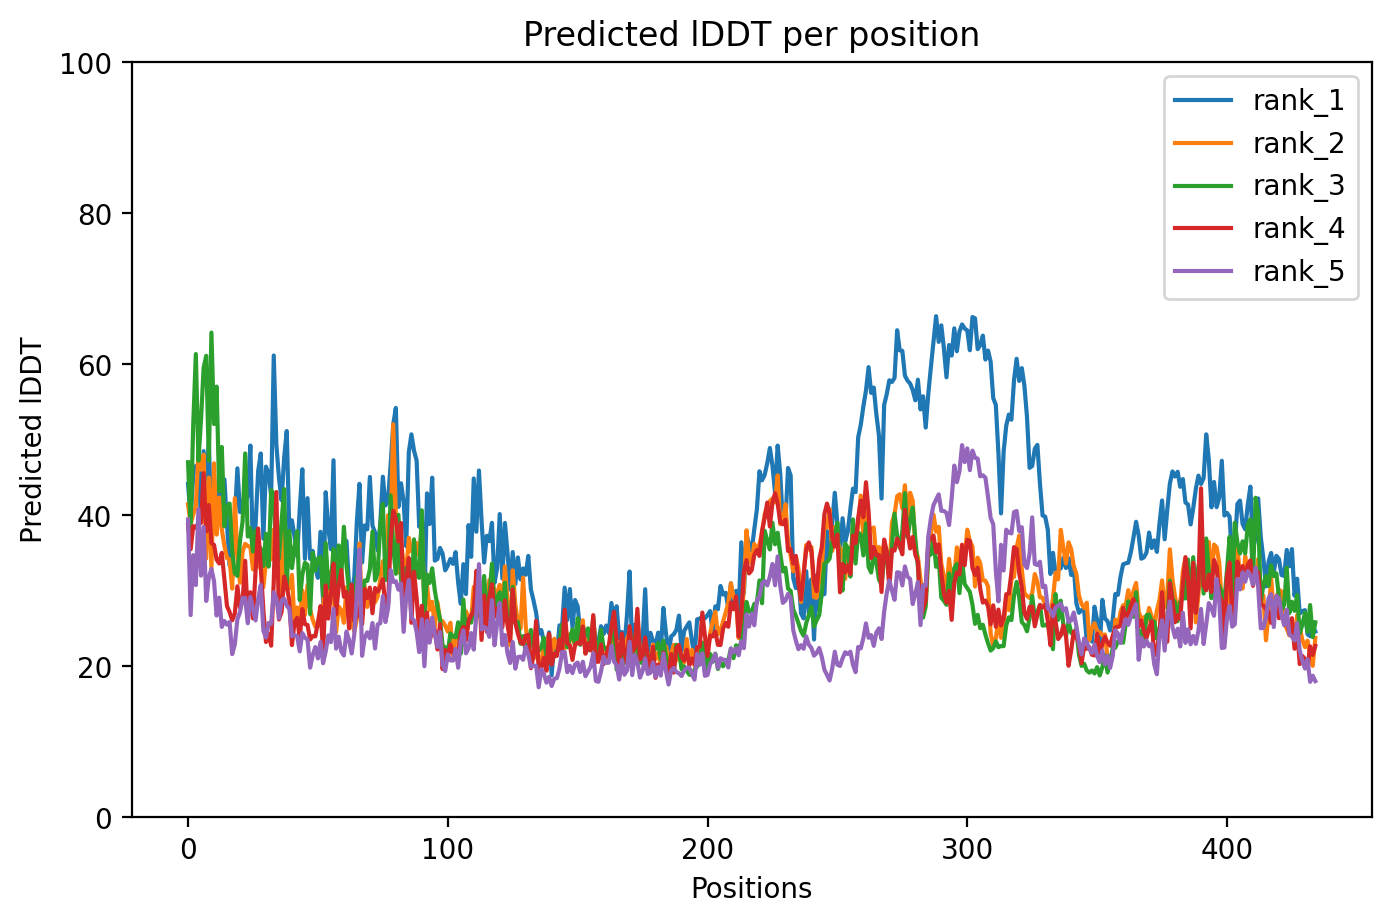 Predicted lDDT per position
100
80
60
40
20
0
Predicted lDDT
0 100 200 300 400
Positions
rank_1
rank_2
rank_3
rank_4
rank_5